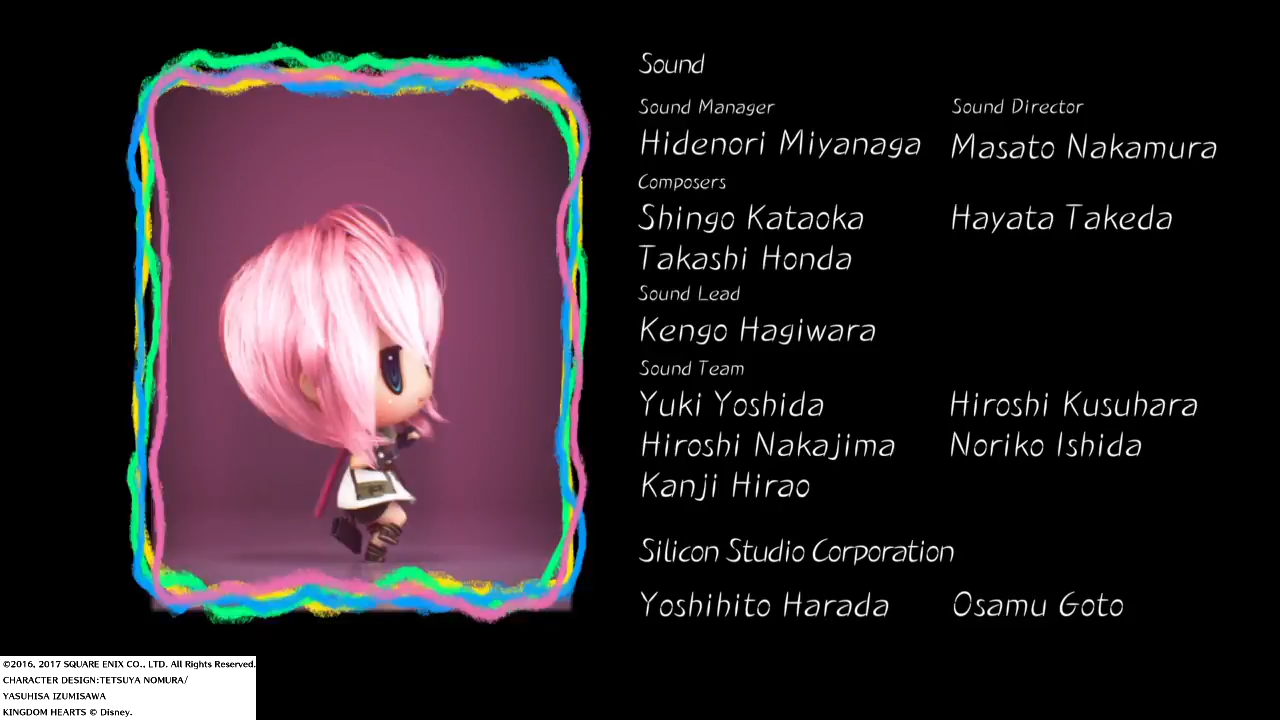 Sound
Sound Manager Sound Director
Hidenori Miyanaga Masato Nakamura
Composers
Shingo Kataoka Hayata Takeda
Takashi Honda
Sound Lead
Kengo Hagiwara
Sound Team
Yuki Yoshida Hiroshi Kusuhara
Hiroshi Nakajima Noriko Ishida
Kanji Hirao
Silicon Studio Corporation
Yoshihito Harada Osamu Goto
©2016, 2017 SQUARE ENIX CO., LTD. All Rights Reserved.
CHARACTER DESIGN:TETSUYA NOMURA/
YASUHISA IZUMISAWA
KINGDOM HEARTS © Disney.